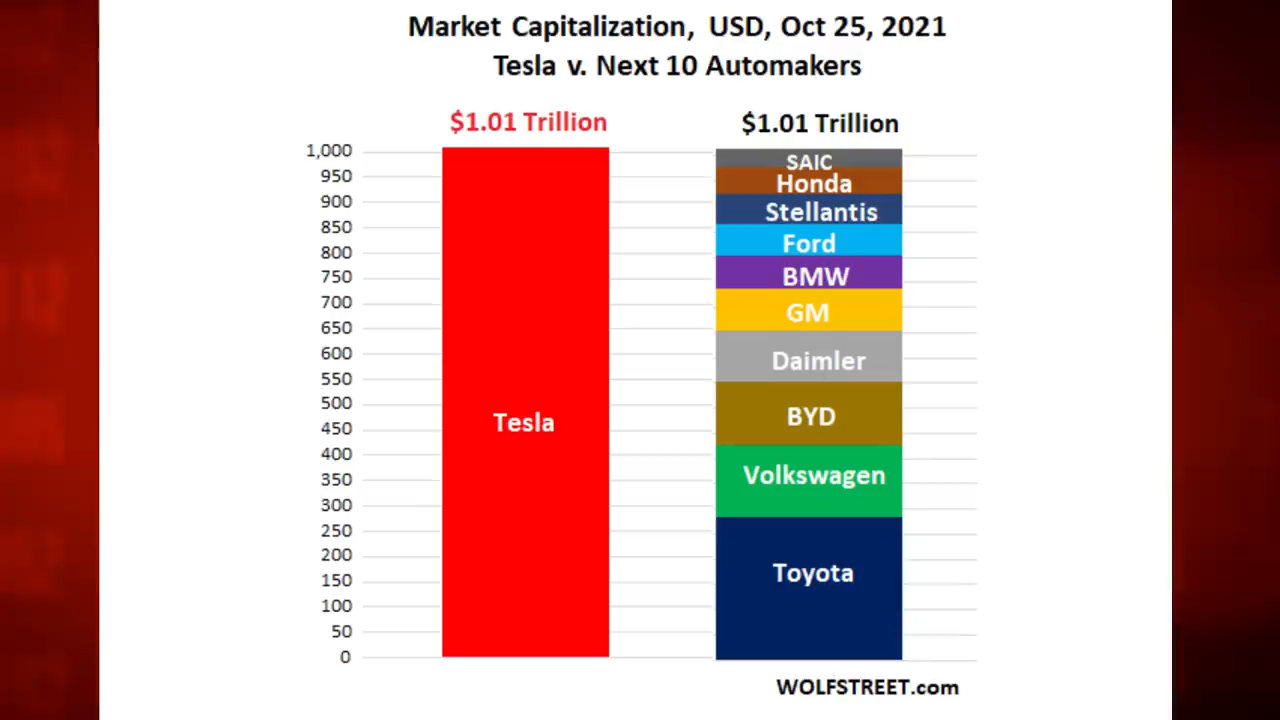 Market Capitalization, USD, Oct 25, 2021
Tesla v. Next 10 Automakers
$1.01 Trillion
$1.01 Trillion
1,000
950
900
850
800
750
700
650
600
550
500
450
400
350
300
250
200
150
100
50
0
Tesla
SAIC
Honda
Stellantis
Ford
BMW
GM
Daimler
BYD
Volkswagen
Toyota
WOLFSTREET.com